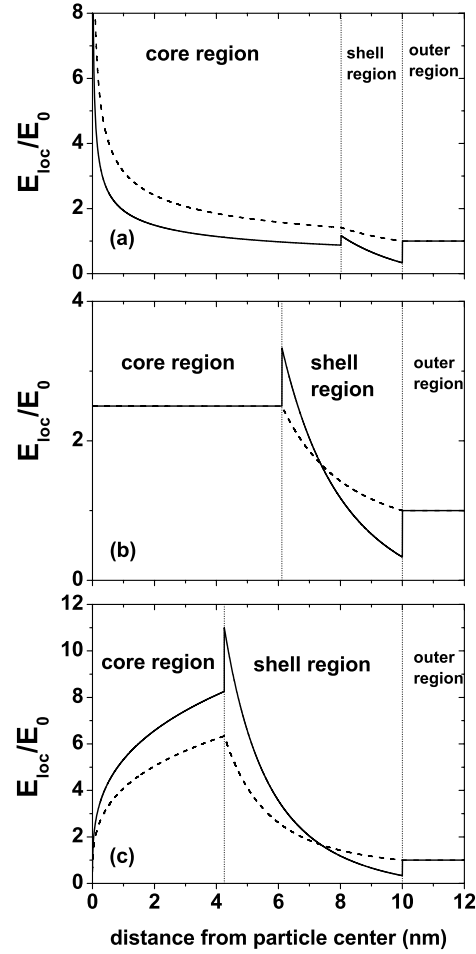 8
6
4
2
0
E_loc/E_0
core region
shell
region
outer
region
(a)
4
2
0
E_loc/E_0
core region
shell
region
outer
region
(b)
12
10
8
6
4
2
0
E_loc/E_0
core region
shell region
outer
region
(c)
0 2 4 6 8 10 12
distance from particle center (nm)